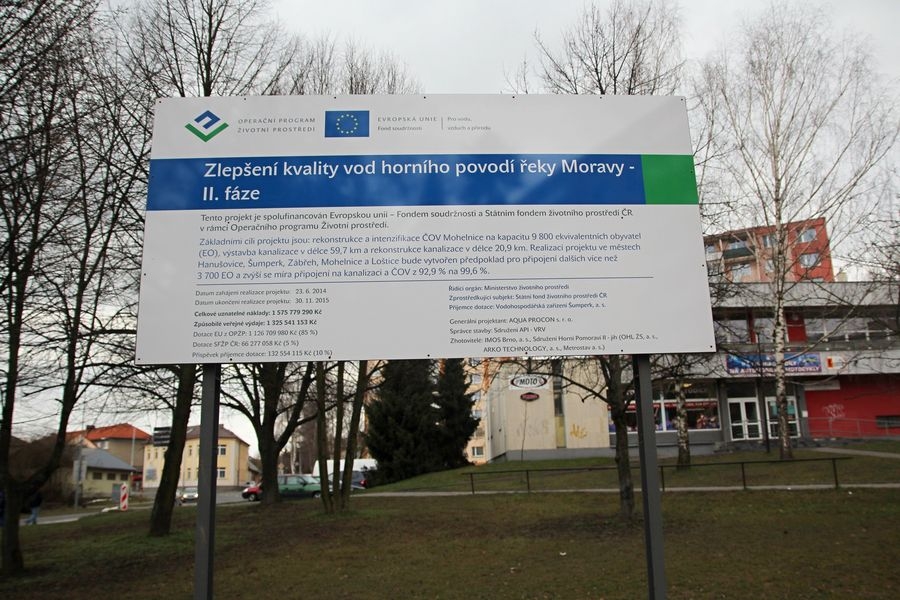 OPERAČNÍ PROGRAM
ŽIVOTNÍ PROSTŘEDÍ
EVROPSKÁ UNIE
Fond soudržnosti
Pro vodu,
vzduch a přírodu
Zlepšení kvality vod horního povodí řeky Moravy -
II. fáze
Tento projekt je spolufinancován Evropskou unií – Fondem soudržnosti a Státním fondem životního prostředí ČR
v rámci Operačního programu Životní prostředí.
Základními cíli projektu jsou: rekonstrukce a intenzifikace ČOV Mohelnice na kapacitu 9 800 ekvivalentních obyvatel
(EO), výstavba kanalizace v délce 59,7 km a rekonstrukce kanalizace v délce 20,9 km. Realizací projektu ve městech
Hanušovice, Šumperk, Zábřeh, Mohelnice a Loštice bude vytvořen předpoklad pro připojení dalších více než
3 700 EO a zvýší se míra připojení na kanalizaci a ČOV z 92,9 % na 99,6 %.
Datum zahájení realizace projektu: 23. 6. 2014
Datum ukončení realizace projektu: 30. 11. 2015
Celkové uznatelné náklady: 1 575 779 290 Kč
Způsobilé veřejné výdaje: 1 325 541 153 Kč
Dotace EU z OPŽP: 1 126 709 980 Kč (85 %)
Dotace SFŽP ČR: 66 277 058 Kč (5 %)
Příspěvek příjemce dotace: 132 554 115 Kč (10 %)
Řídící orgán: Ministerstvo životního prostředí
Zprostředkující subjekt: Státní fond životního prostředí ČR
Příjemce dotace: Vodohospodářská zařízení Šumperk, a. s.
Generální projektant: AQUA PROCON s. r. o.
Správce stavby: Sdružení API - VRV
Zhotovitelé: IMOS Brno, a. s., Sdružení Horní Pomoraví II - jih (OHL ŽS, a. s.,
ARKO TECHNOLOGY, a. s., Metrostav a. s.)
MOTO